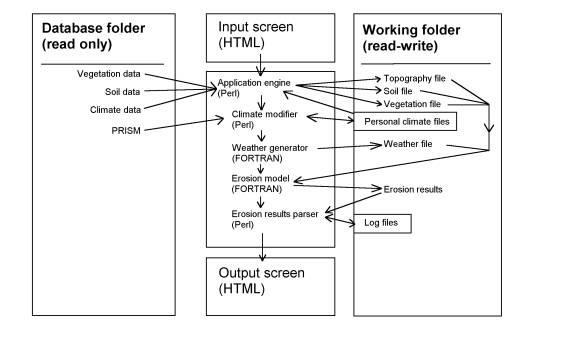 Database folder
(read only)
Vegetation data
Soil data
Climate data
PRISM
Input screen
(HTML)
Application engine
(Perl)
Climate modifier
(Perl)
Weather generator
(FORTRAN)
Erosion model
(FORTRAN)
Erosion results parser
(Perl)
Output screen
(HTML)
Working folder
(read-write)
Topography file
Soil file
Vegetation file
Personal climate files
Weather file
Erosion results
Log files